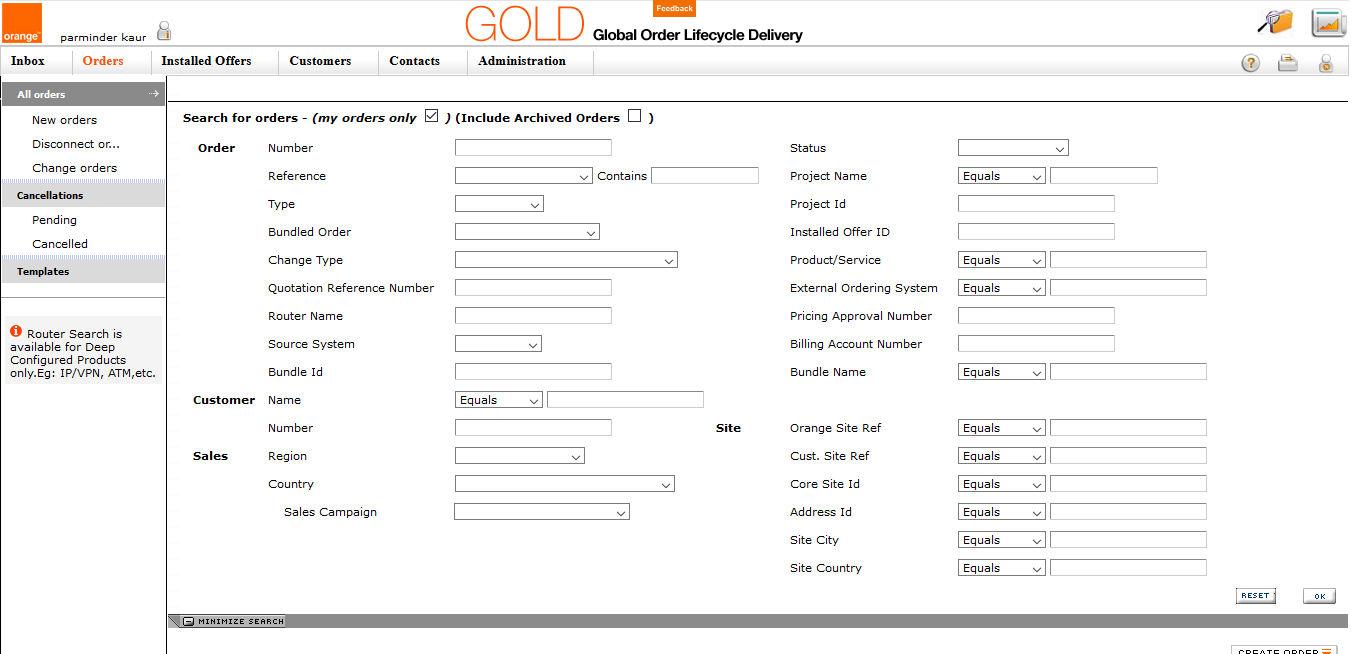 Feedback
orange™
parminder kaur
GOLD Global Order Lifecycle Delivery
Inbox Orders Installed Offers Customers Contacts Administration
All orders
New orders
Disconnect or...
Change orders
Cancellations
Pending
Cancelled
Templates
Router Search is
available for Deep
Configured Products
only.Eg: IP/VPN, ATM,etc.
Search for orders - (my orders only ) (Include Archived Orders )
Order Number Status
Reference Contains Project Name Equals
Type Project Id
Bundled Order Installed Offer ID
Change Type Product/Service Equals
Quotation Reference Number External Ordering System Equals
Router Name Pricing Approval Number
Source System Billing Account Number
Bundle Id Bundle Name Equals
Customer Name Equals
Number Site Orange Site Ref Equals
Sales Region Cust. Site Ref Equals
Country Core Site Id Equals
Sales Campaign Address Id Equals
Site City Equals
Site Country Equals
RESET OK
MINIMIZE SEARCH
CREATE ORDER